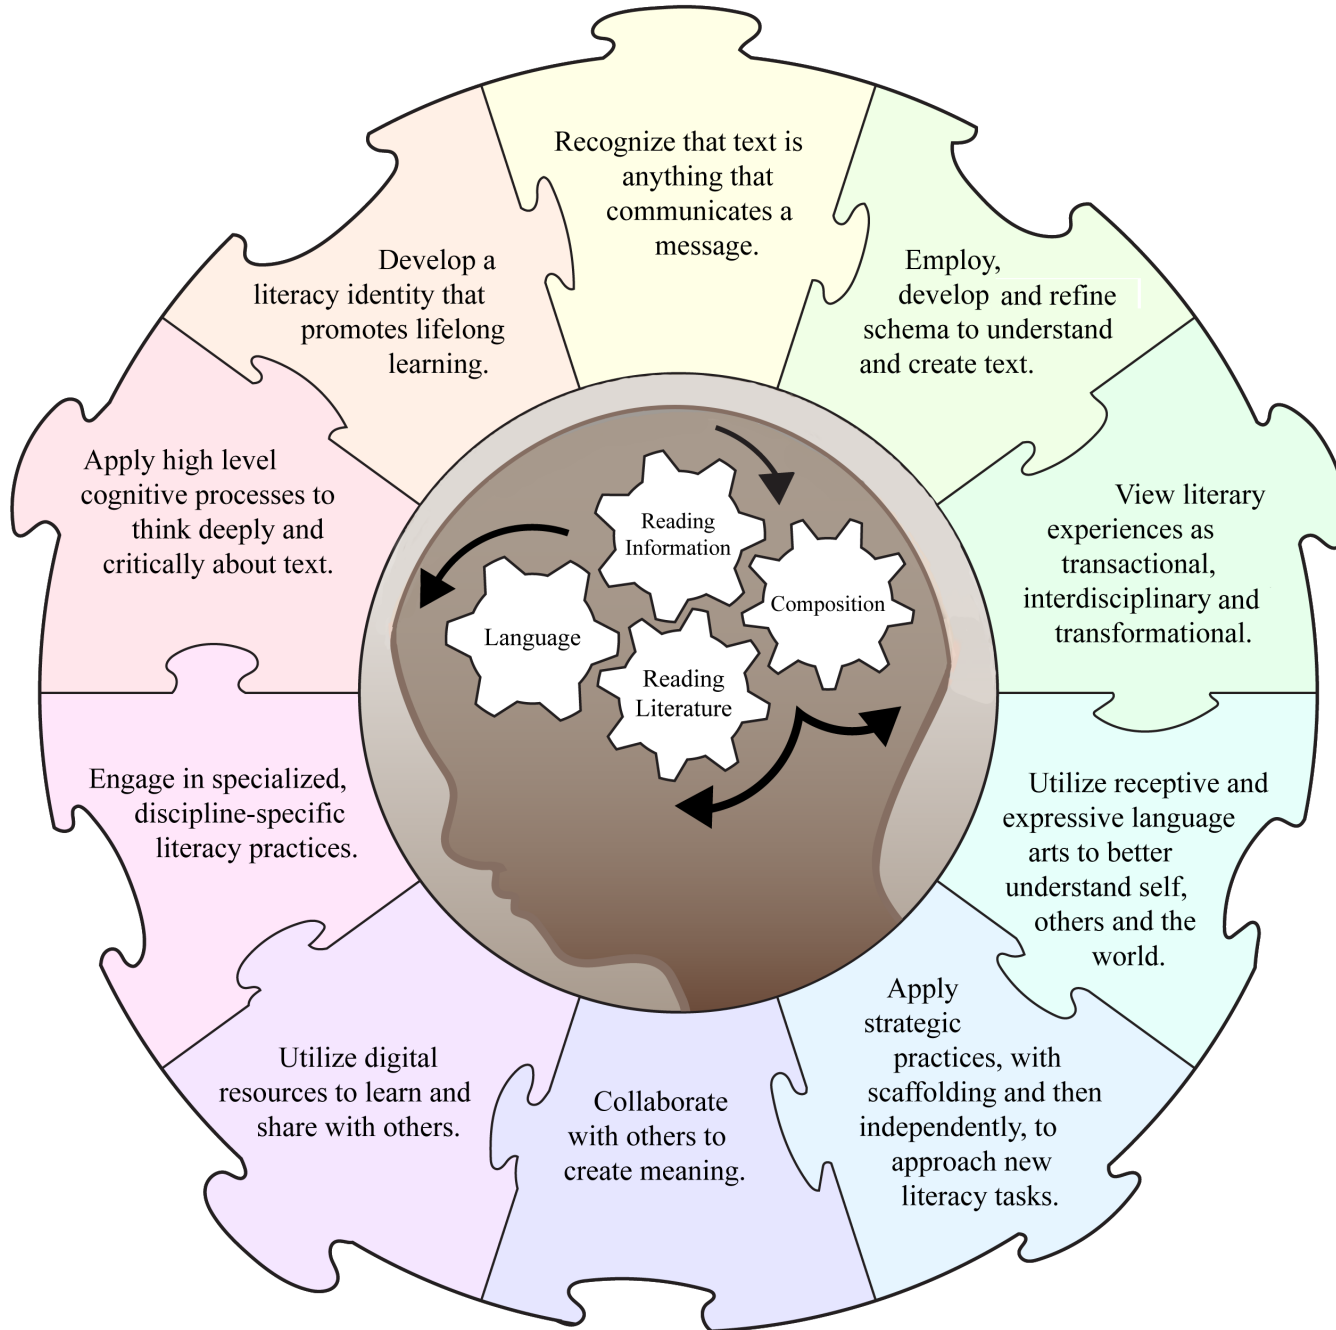 Recognize that text is
anything that
communicates a
message.
Employ,
develop and refine
schema to understand
and create text.
View literary
experiences as
transactional,
interdisciplinary and
transformational.
Utilize receptive and
expressive language
arts to better
understand self,
others and the
world.
Apply
strategic
practices, with
scaffolding and then
independently, to
approach new
literacy tasks.
Collaborate
with others to
create meaning.
Utilize digital
resources to learn and
share with others.
Engage in specialized,
discipline-specific
literacy practices.
Apply high level
cognitive processes to
think deeply and
critically about text.
Develop a
literacy identity that
promotes lifelong
learning.
Reading
Information
Composition
Language
Reading
Literature